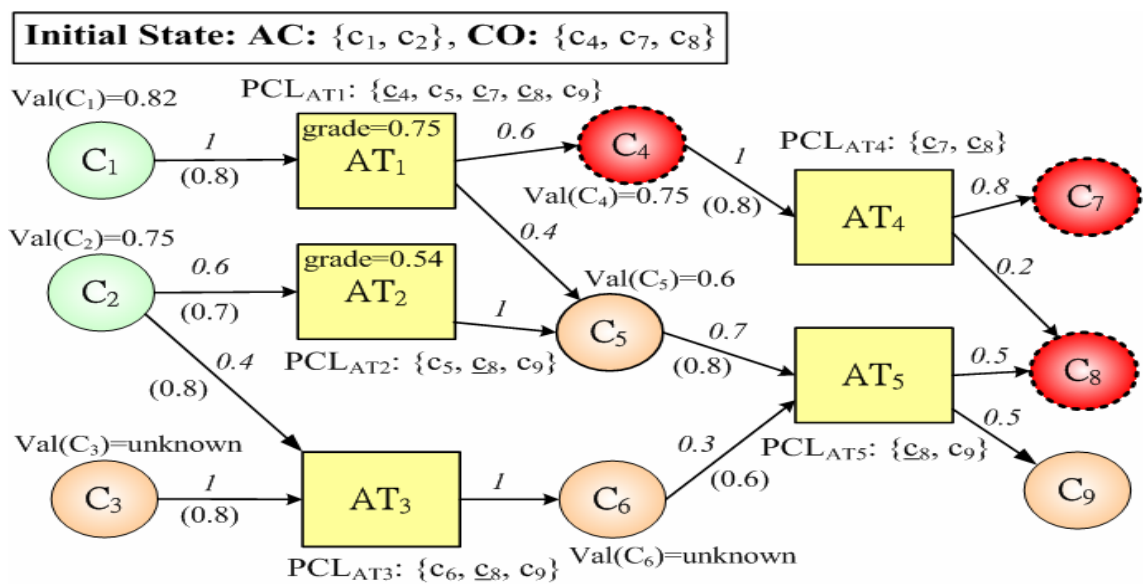 Initial State: AC: {c₁, c₂}, CO: {c₄, c₇, c₈}
Val(C₁)=0.82
PCL_AT1: {c₄, c₅, c₇, c₈, c₉}
C₁
1
(0.8)
grade=0.75
AT₁
0.6
C₄
Val(C₄)=0.75
1
(0.8)
PCL_AT4: {c₇, c₈}
AT₄
0.8
C₇
0.4
0.2
Val(C₂)=0.75
C₂
0.6
(0.7)
grade=0.54
AT₂
1
Val(C₅)=0.6
C₅
0.7
(0.8)
PCL_AT2: {c₅, c₈, c₉}
AT₅
0.5
C₈
0.4
(0.8)
0.5
PCL_AT5: {c₈, c₉}
Val(C₃)=unknown
C₃
1
(0.8)
AT₃
1
C₆
0.3
(0.6)
C₉
Val(C₆)=unknown
PCL_AT3: {c₆, c₈, c₉}